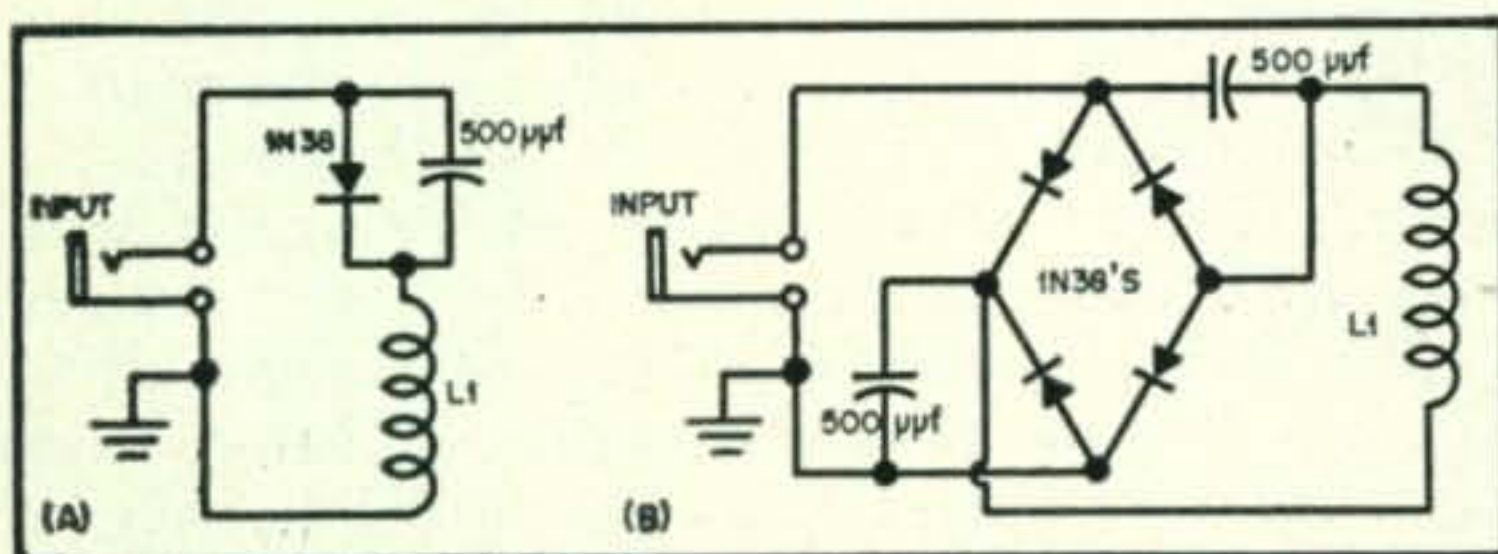 1N38
500 µµf
INPUT
L1
(A)
500 µµf
INPUT
1N38'S
L1
500 µµf
(B)